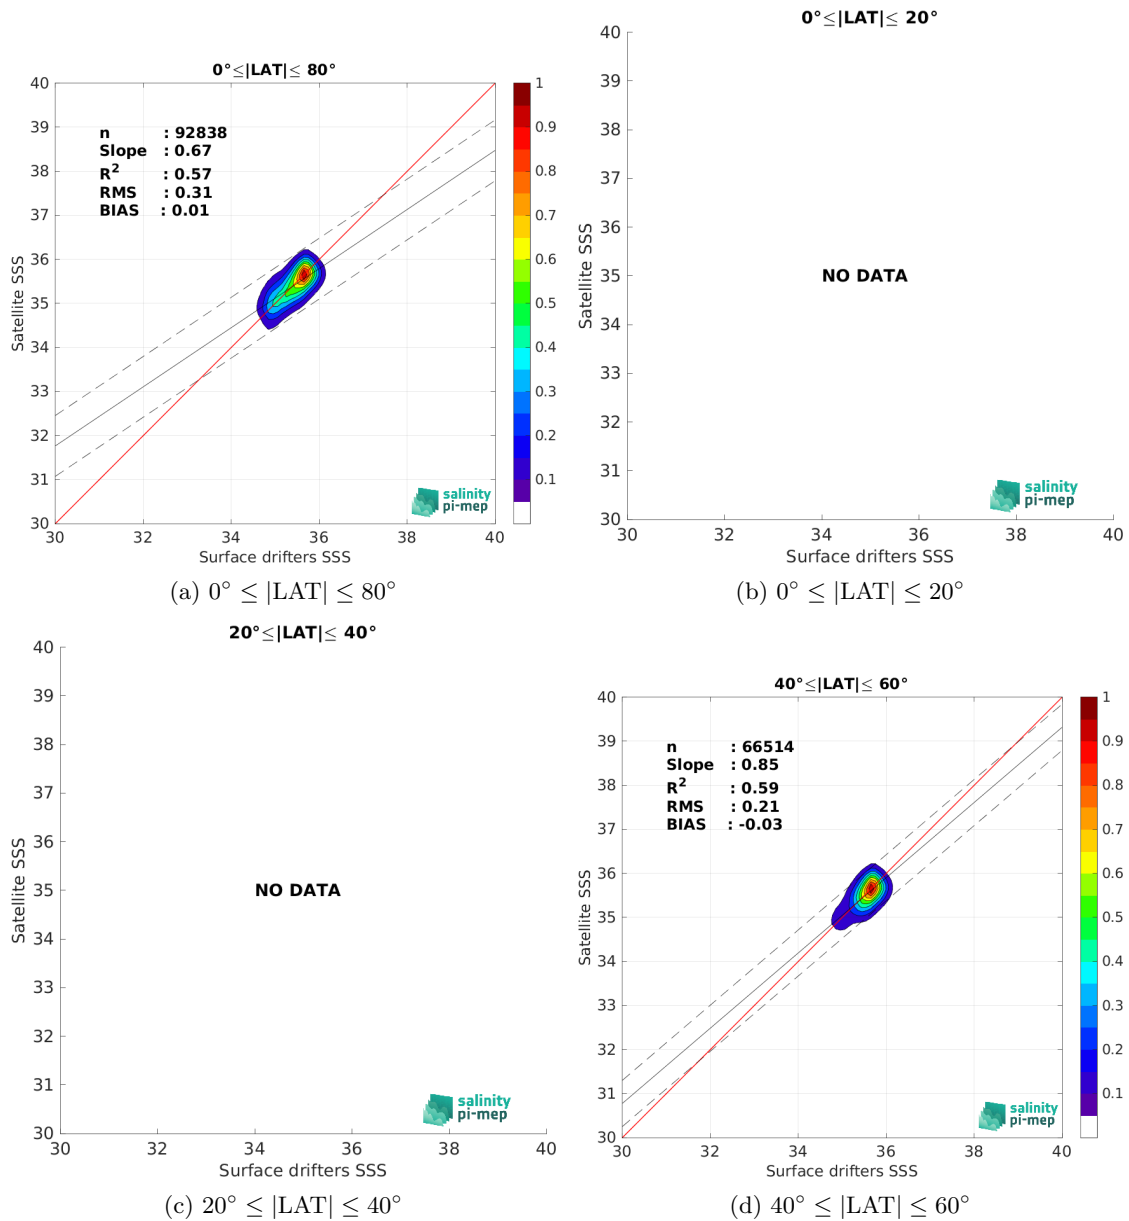 0°≤|LAT|≤ 80°
40
39
38
37
36
35
34
33
32
31
30
n : 92838
Slope : 0.67
R² : 0.57
RMS : 0.31
BIAS : 0.01
Satellite SSS
30 32 34 36 38 40
Surface drifters SSS
salinity
pi-mep
1
0.9
0.8
0.7
0.6
0.5
0.4
0.3
0.2
0.1
(a) 0° ≤ |LAT| ≤ 80°
0°≤|LAT|≤ 20°
40
39
38
37
36
35
34
33
32
31
30
Satellite SSS
NO DATA
salinity
pi-mep
30 32 34 36 38 40
Surface drifters SSS
(b) 0° ≤ |LAT| ≤ 20°
20°≤|LAT|≤ 40°
40
39
38
37
36
35
34
33
32
31
30
Satellite SSS
NO DATA
salinity
pi-mep
30 32 34 36 38 40
Surface drifters SSS
(c) 20° ≤ |LAT| ≤ 40°
40°≤|LAT|≤ 60°
40
39
38
37
36
35
34
33
32
31
30
n : 66514
Slope : 0.85
R² : 0.59
RMS : 0.21
BIAS : -0.03
Satellite SSS
salinity
pi-mep
30 32 34 36 38 40
Surface drifters SSS
1
0.9
0.8
0.7
0.6
0.5
0.4
0.3
0.2
0.1
(d) 40° ≤ |LAT| ≤ 60°